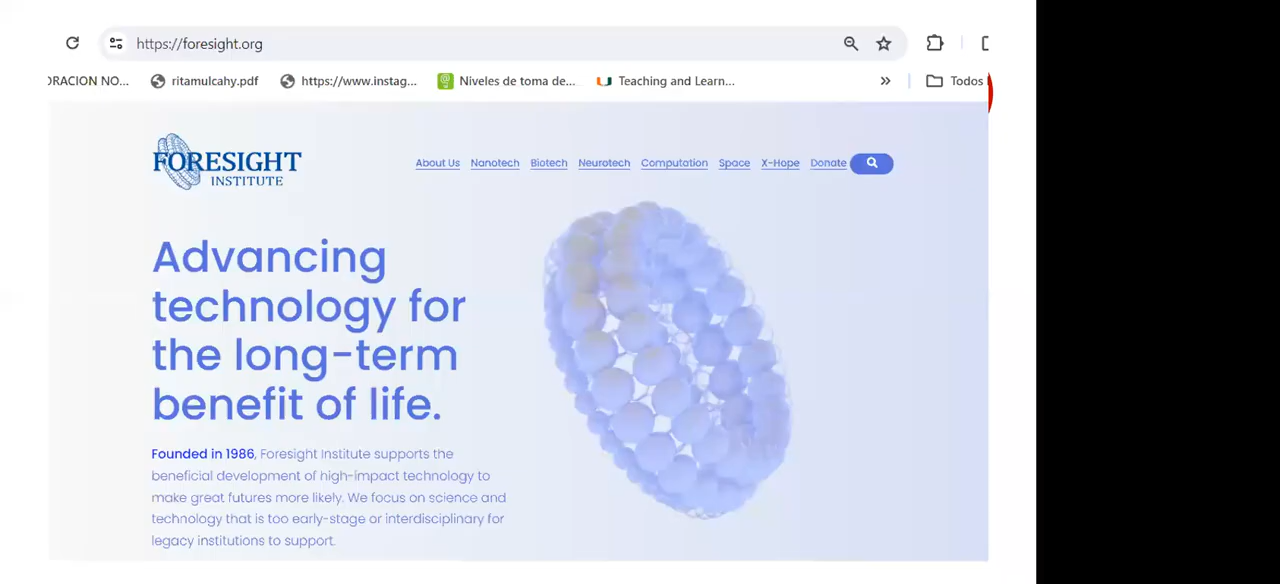 https://foresight.org
ORACION NO... ritamulcahy.pdf https://www.instag... Niveles de toma de... Teaching and Learn... » Todos
FORESIGHT
INSTITUTE
About Us Nanotech Biotech Neurotech Computation Space X-Hope Donate
Advancing
technology for
the long-term
benefit of life.
Founded in 1986, Foresight Institute supports the
beneficial development of high-impact technology to
make great futures more likely. We focus on science and
technology that is too early-stage or interdisciplinary for
legacy institutions to support.